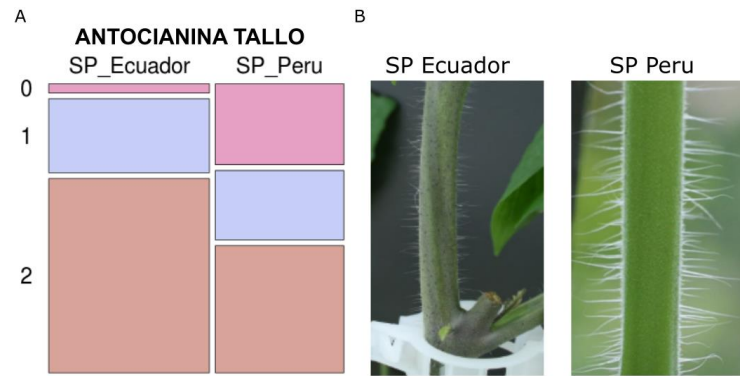 A
ANTOCIANINA TALLO
SP_Ecuador SP_Peru
0
1
2
B
SP Ecuador SP Peru